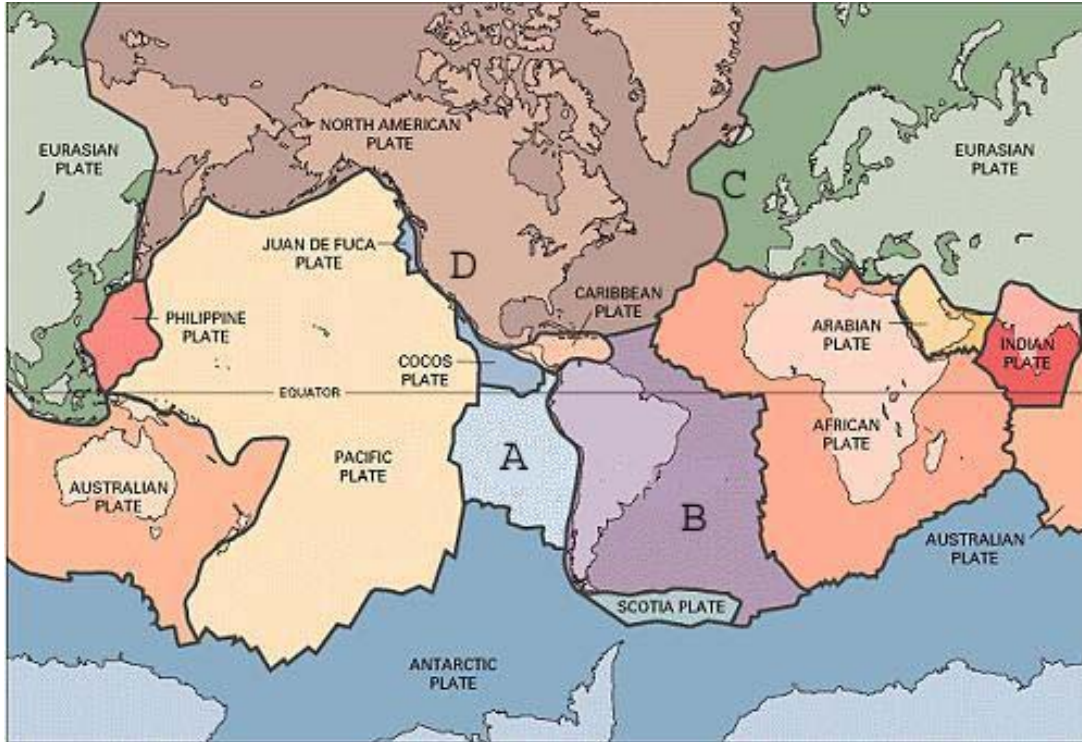 NORTH AMERICAN
PLATE
EURASIAN
PLATE
EURASIAN
PLATE
C
JUAN DE FUCA
PLATE
D
CARIBBEAN
PLATE
PHILIPPINE
PLATE
ARABIAN
PLATE
INDIAN
PLATE
COCOS
PLATE
EQUATOR
AFRICAN
PLATE
A
PACIFIC
PLATE
AUSTRALIAN
PLATE
B
AUSTRALIAN
PLATE
SCOTIA PLATE
ANTARCTIC
PLATE